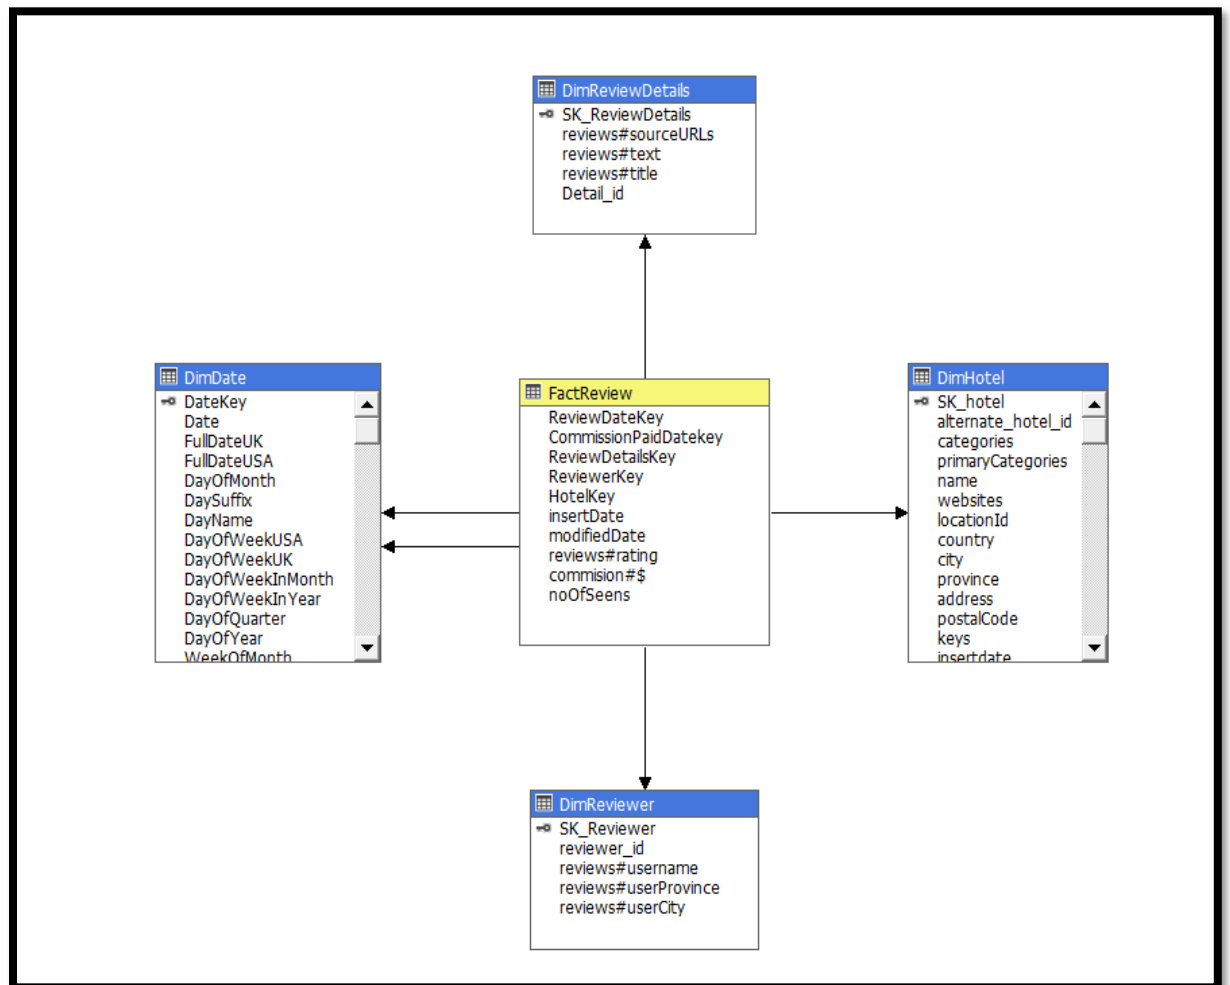 DimReviewDetails
SK_ReviewDetails
reviews#sourceURLs
reviews#text
reviews#title
Detail_id
DimDate
DateKey
Date
FullDateUK
FullDateUSA
DayOfMonth
DaySuffix
DayName
DayOfWeekUSA
DayOfWeekUK
DayOfWeekInMonth
DayOfWeekInYear
DayOfQuarter
DayOfYear
WeekOfMonth
FactReview
ReviewDateKey
CommissionPaidDatekey
ReviewDetailsKey
ReviewerKey
HotelKey
insertDate
modifiedDate
reviews#rating
commision#$
noOfSeens
DimHotel
SK_hotel
alternate_hotel_id
categories
primaryCategories
name
websites
locationId
country
city
province
address
postalCode
keys
insertdate
DimReviewer
SK_Reviewer
reviewer_id
reviews#username
reviews#userProvince
reviews#userCity